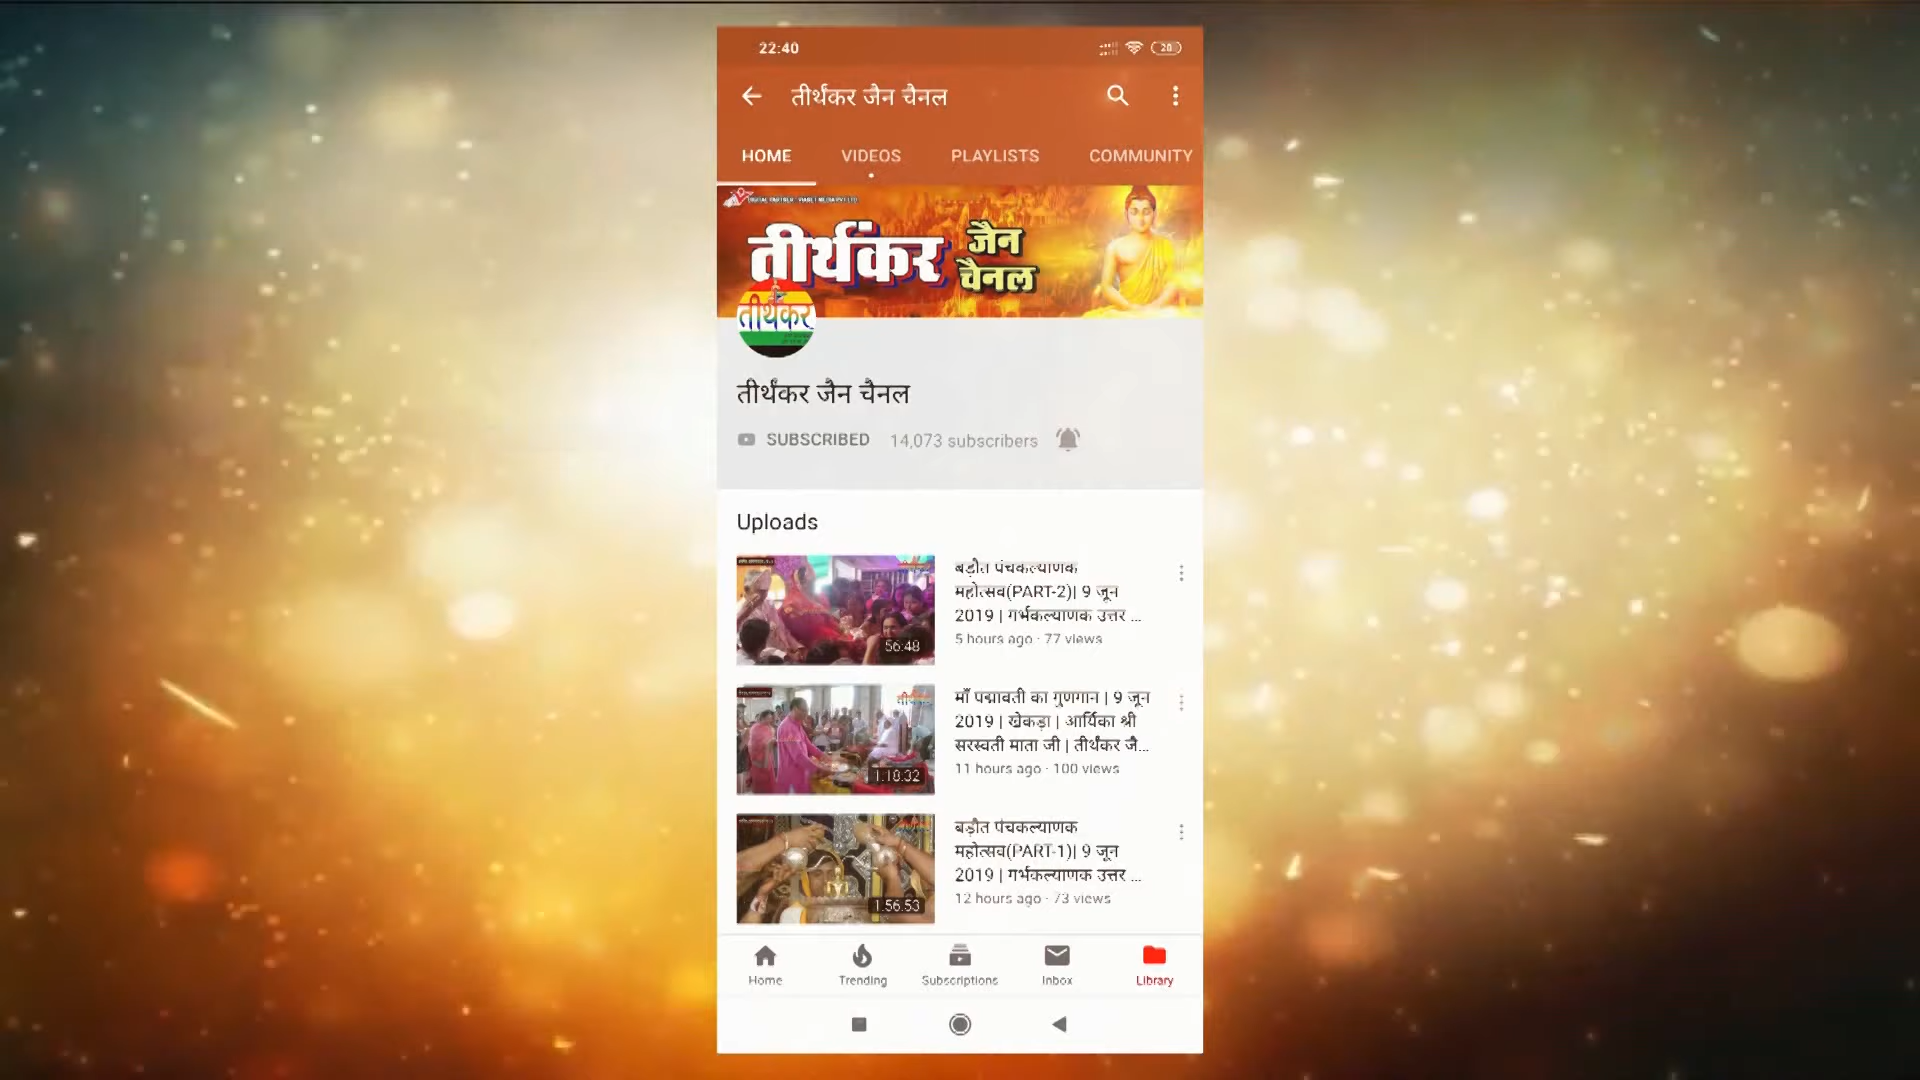 22:40
20
तीर्थंकर जैन चैनल
HOME VIDEOS PLAYLISTS COMMUNITY
तीर्थंकर जैन चैनल
तीर्थंकर
तीर्थंकर जैन चैनल
SUBSCRIBED 14,073 subscribers
Uploads
बड़ौत पंचकल्याणक
महोत्सव(PART-2)| 9 जून
2019 | गर्भकल्याणक उत्तर ...
5 hours ago · 77 views
56:48
माँ पद्मावती का गुणगान | 9 जून
2019 | खेकड़ा | आर्यिका श्री
सरस्वती माता जी | तीर्थंकर जै...
11 hours ago · 100 views
1:18:32
बड़ौत पंचकल्याणक
महोत्सव(PART-1)| 9 जून
2019 | गर्भकल्याणक उत्तर ...
12 hours ago · 73 views
1:56:53
Home Trending Subscriptions Inbox Library